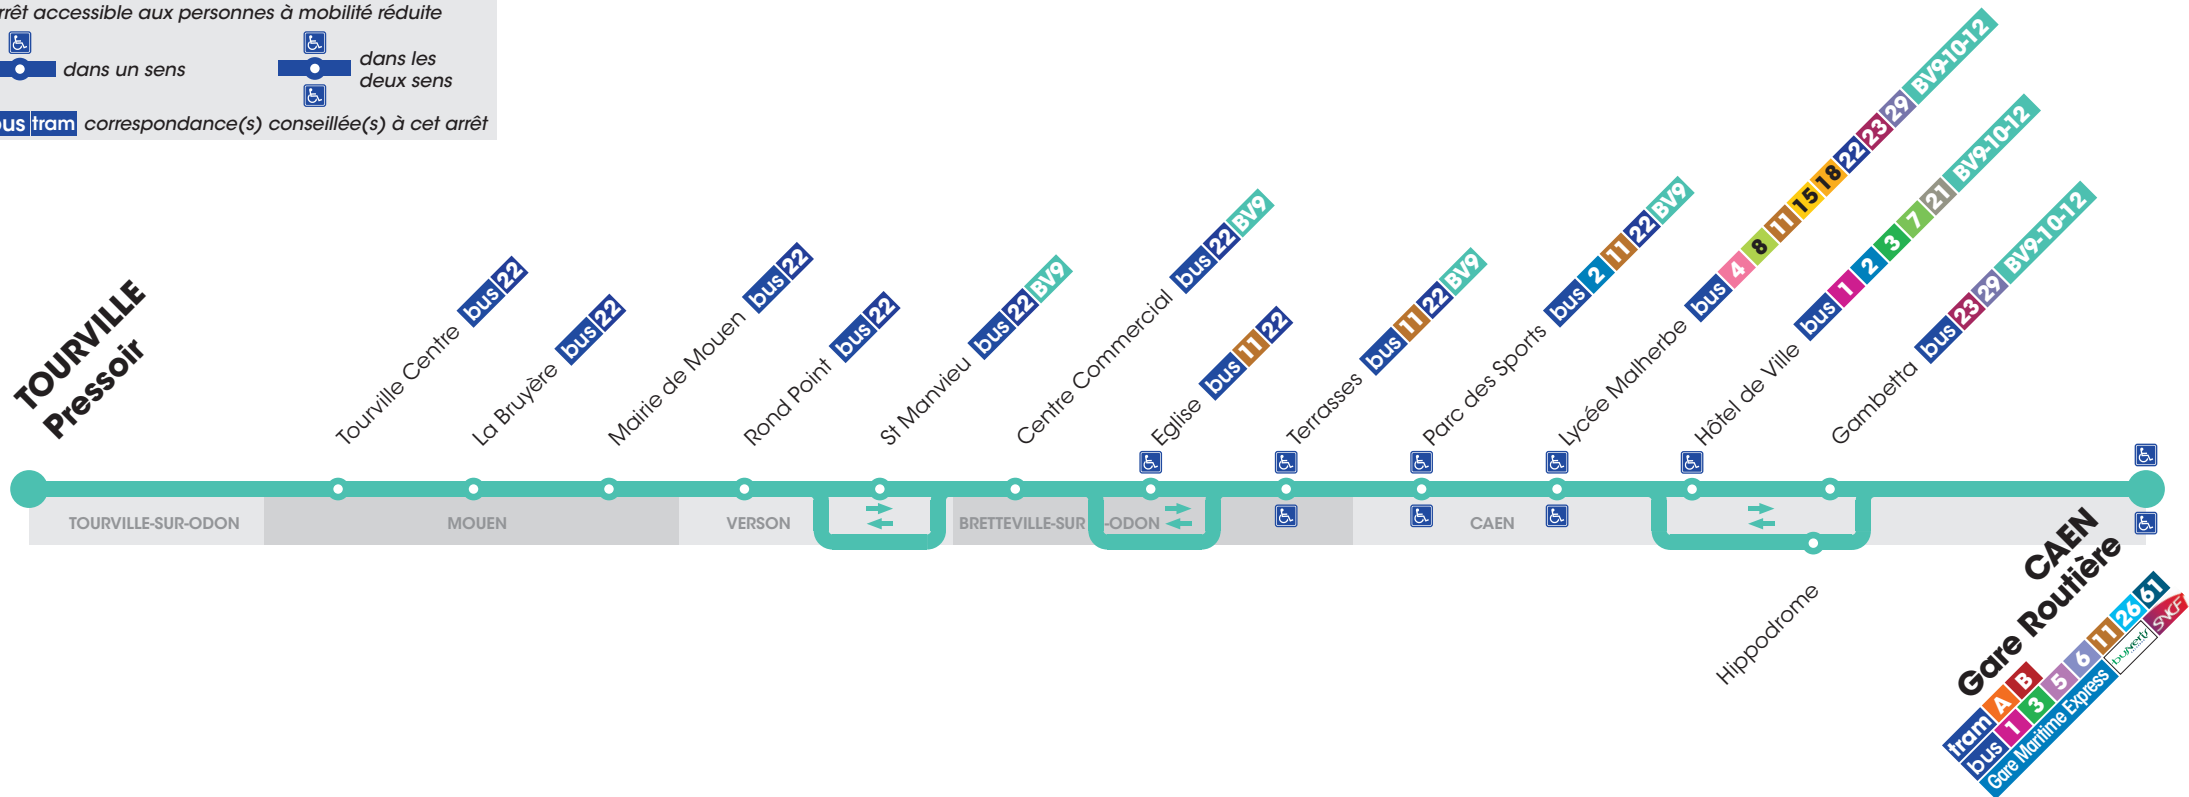 rrêt accessible aux personnes à mobilité réduite
dans un sens
dans les
deux sens
bus tram correspondance(s) conseillée(s) à cet arrêt
TOURVILLE
Pressoir
Tourville Centre bus 22
La Bruyère bus 22
Mairie de Mouen bus 22
Rond Point bus 22
St Manvieu bus 22 BV9
Centre Commercial bus 22 BV9
Eglise bus 11 22
Terrasses bus 11 22 BV9
Parc des Sports bus 2 11 22 BV9
Lycée Malherbe bus 4 8 11 15 18 22 23 29 BV9-10-12
Hôtel de Ville bus 1 2 3 7 21 BV9-10-12
Gambetta bus 23 29 BV9-10-12
TOURVILLE-SUR-ODON
MOUEN
VERSON
BRETTEVILLE-SUR-ODON
CAEN
Hippodrome
CAEN
Gare Routière
tram A B
bus 1 3 5 6 11 26 61
Gare Maritime Express busverts SNCF